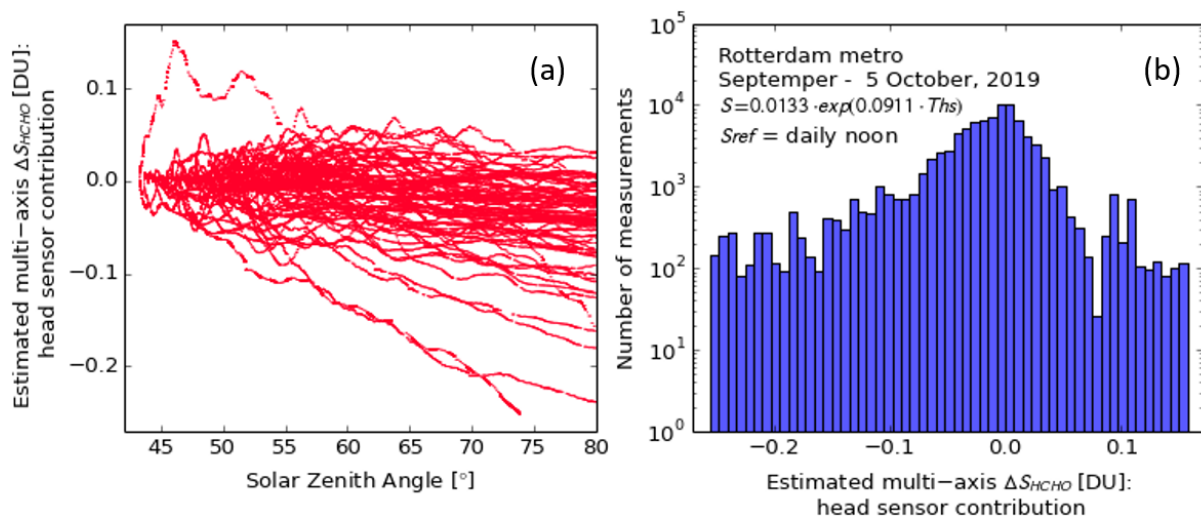 Estimated multi−axis ΔS_HCHO [DU]:
head sensor contribution
0.1
0.0
−0.1
−0.2
(a)
45 50 55 60 65 70 75 80
Solar Zenith Angle [°]
Number of measurements
10⁵
10⁴
10³
10²
10¹
10⁰
Rotterdam metro
Septemper - 5 October, 2019
S=0.0133 ·exp(0.0911 · Ths)
Sref = daily noon
(b)
−0.2 −0.1 0.0 0.1
Estimated multi−axis ΔS_HCHO [DU]:
head sensor contribution